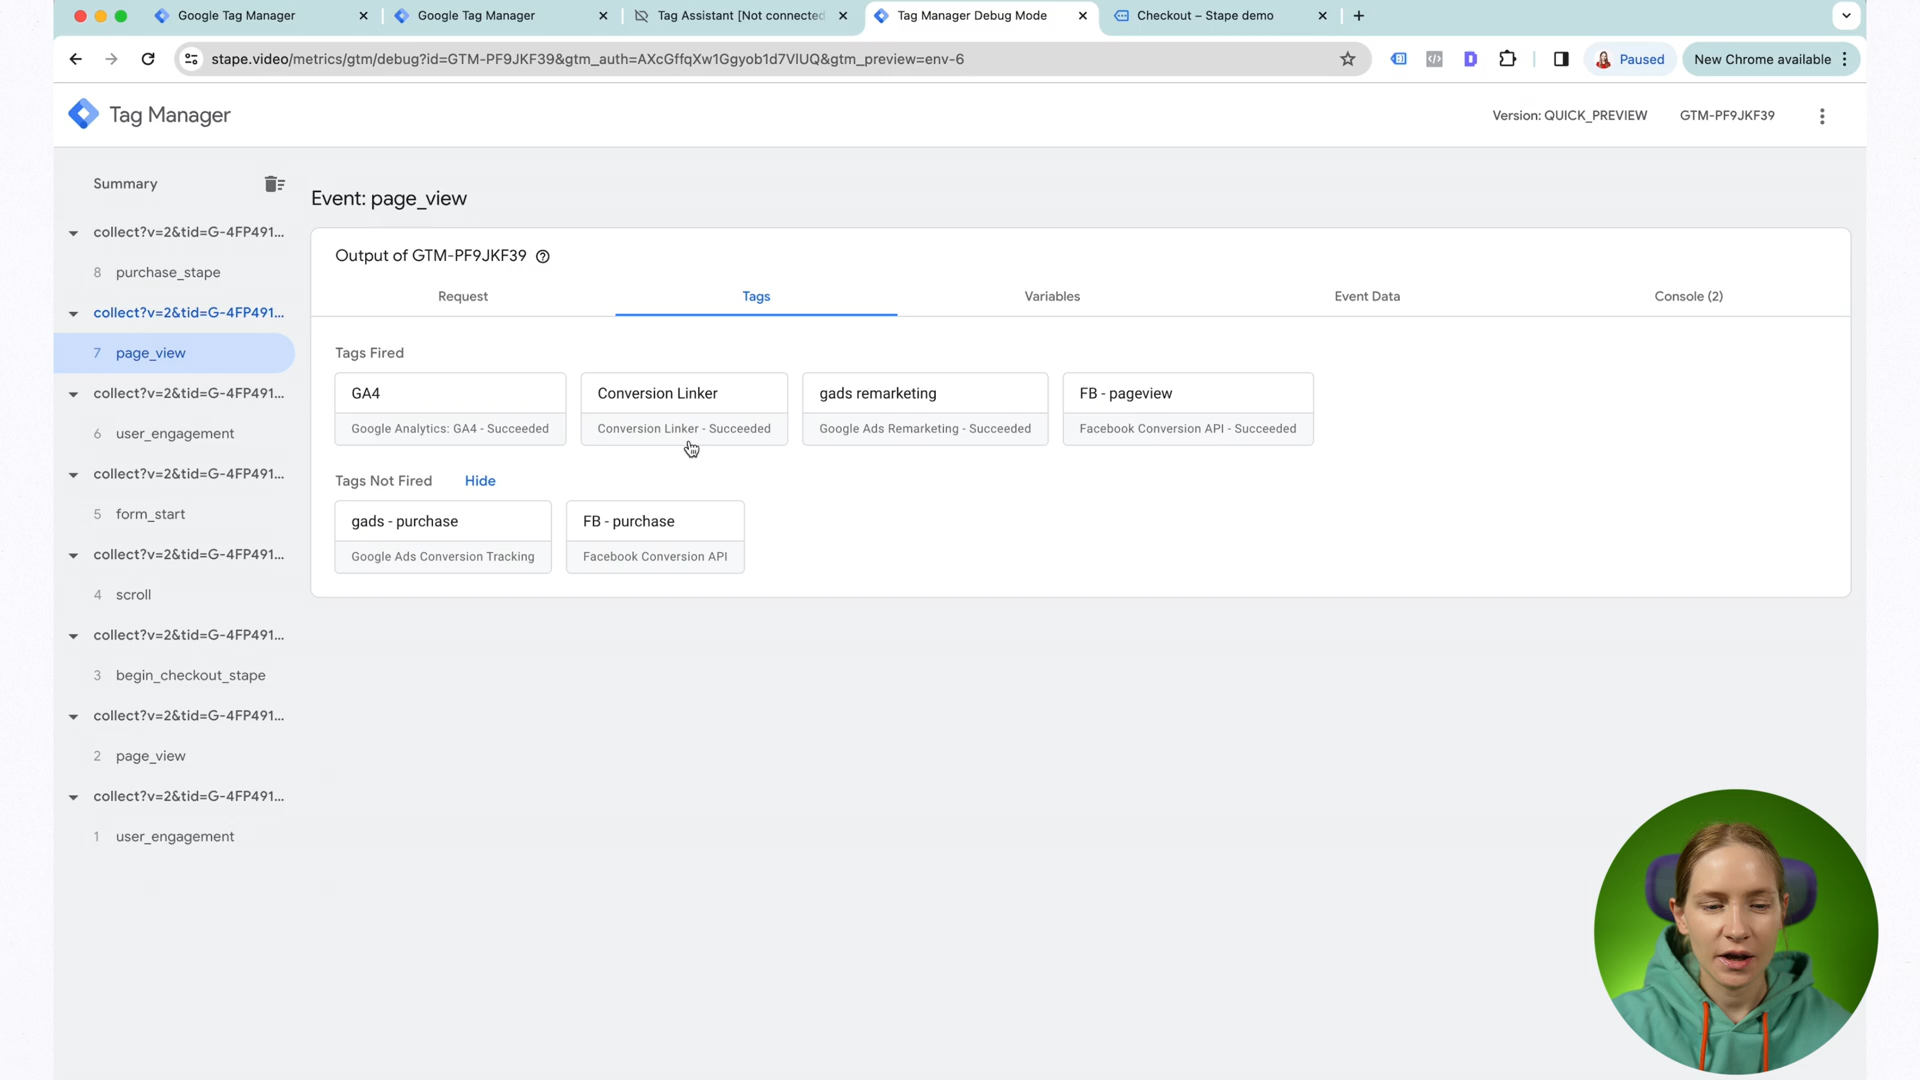 Google Tag Manager
Google Tag Manager
Tag Assistant [Not connected
Tag Manager Debug Mode
Checkout – Stape demo
stape.video/metrics/gtm/debug?id=GTM-PF9JKF39&gtm_auth=AXcGffqXw1Ggyob1d7VlUQ&gtm_preview=env-6
Paused
New Chrome available
Tag Manager
Version: QUICK_PREVIEW
GTM-PF9JKF39
Summary
collect?v=2&tid=G-4FP491...
8 purchase_stape
collect?v=2&tid=G-4FP491...
7 page_view
collect?v=2&tid=G-4FP491...
6 user_engagement
collect?v=2&tid=G-4FP491...
5 form_start
collect?v=2&tid=G-4FP491...
4 scroll
collect?v=2&tid=G-4FP491...
3 begin_checkout_stape
collect?v=2&tid=G-4FP491...
2 page_view
collect?v=2&tid=G-4FP491...
1 user_engagement
Event: page_view
Output of GTM-PF9JKF39
Request
Tags
Variables
Event Data
Console (2)
Tags Fired
GA4
Google Analytics: GA4 - Succeeded
Conversion Linker
Conversion Linker - Succeeded
gads remarketing
Google Ads Remarketing - Succeeded
FB - pageview
Facebook Conversion API - Succeeded
Tags Not Fired Hide
gads - purchase
Google Ads Conversion Tracking
FB - purchase
Facebook Conversion API